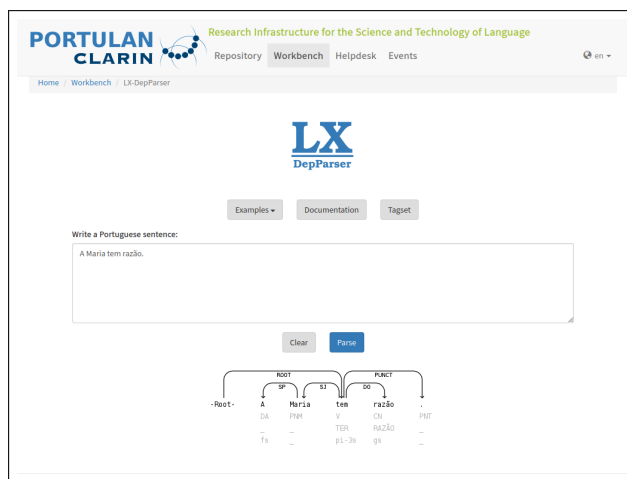 PORTULAN
CLARIN
Research Infrastructure for the Science and Technology of Language
Repository Workbench Helpdesk Events en
Home / Workbench / LX-DepParser
LX
DepParser
Examples Documentation Tagset
Write a Portuguese sentence:
A Maria tem razão.
Clear Parse
ROOT PUNCT
SP SJ DO
-Root- A Maria tem razão .
DA PNM V CN PNT
_ _ TER RAZÃO _
fs _ pi-3s gs _